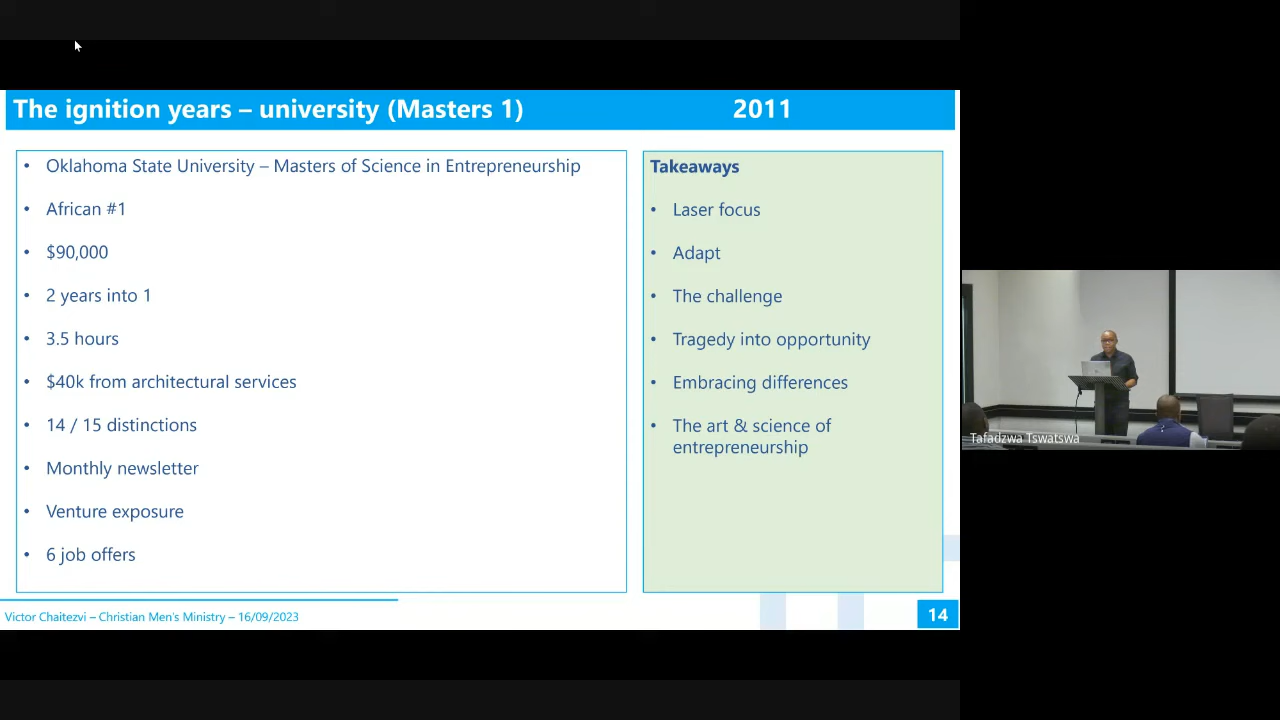 The ignition years – university (Masters 1) 2011
• Oklahoma State University – Masters of Science in Entrepreneurship
• African #1
• $90,000
• 2 years into 1
• 3.5 hours
• $40k from architectural services
• 14 / 15 distinctions
• Monthly newsletter
• Venture exposure
• 6 job offers
Takeaways
• Laser focus
• Adapt
• The challenge
• Tragedy into opportunity
• Embracing differences
• The art & science of
entrepreneurship
Victor Chaitezvi – Christian Men's Ministry – 16/09/2023
14
Tafadzwa Tswatswa